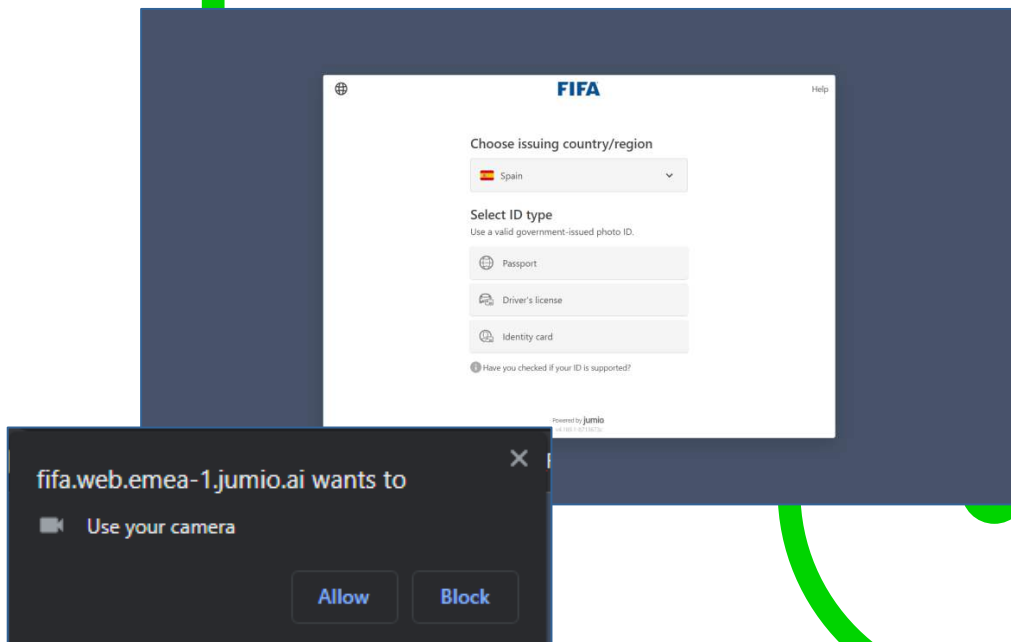 FIFA
Help
Choose issuing country/region
Spain
Select ID type
Use a valid government-issued photo ID.
Passport
Driver's license
Identity card
Have you checked if your ID is supported?
Powered by jumio
fifa.web.emea-1.jumio.ai wants to
Use your camera
Allow
Block